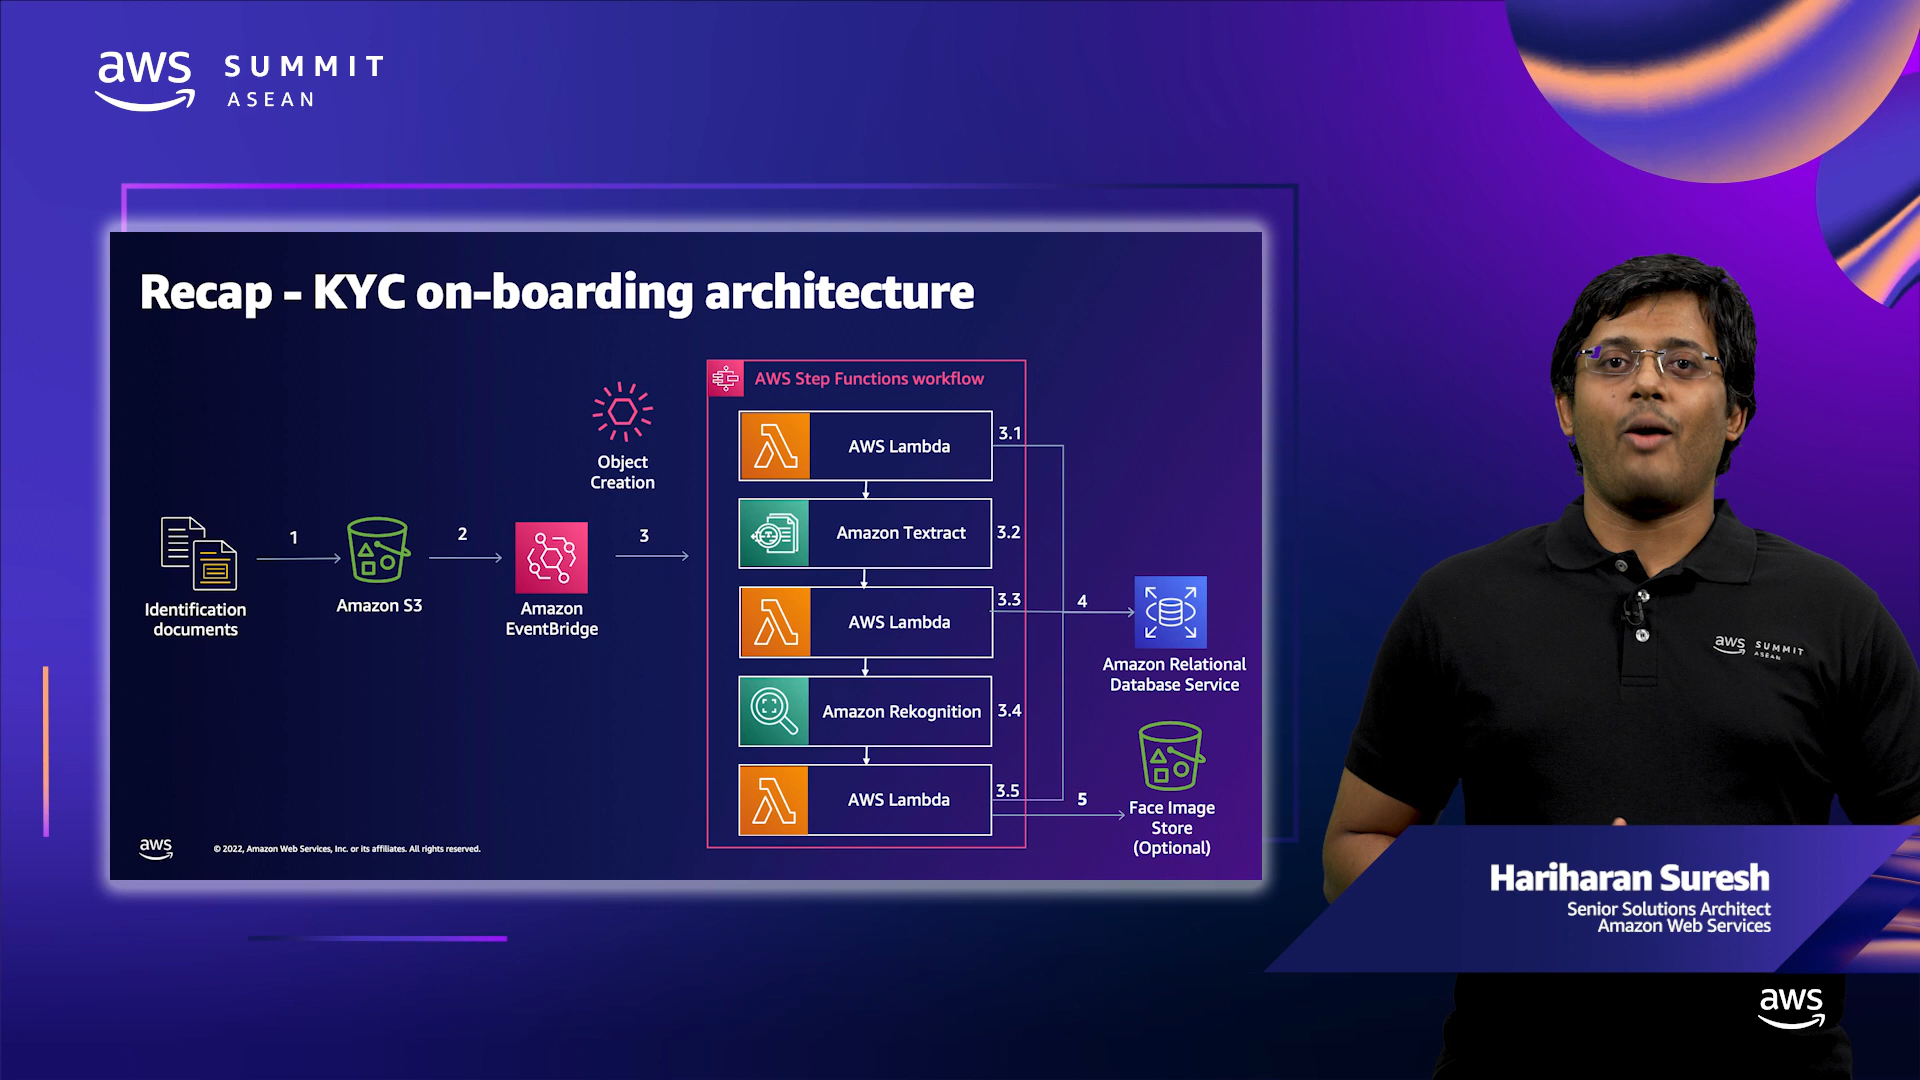 aws SUMMIT
ASEAN
Recap - KYC on-boarding architecture
AWS Step Functions workflow
Object
Creation
AWS Lambda
3.1
Amazon Textract
3.2
AWS Lambda
3.3
Amazon Rekognition
3.4
AWS Lambda
3.5
1
2
3
4
5
Identification
documents
Amazon S3
Amazon
EventBridge
Amazon Relational
Database Service
Face Image
Store
(Optional)
aws
© 2022, Amazon Web Services, Inc. or its affiliates. All rights reserved.
aws SUMMIT
ASEAN
Hariharan Suresh
Senior Solutions Architect
Amazon Web Services
aws